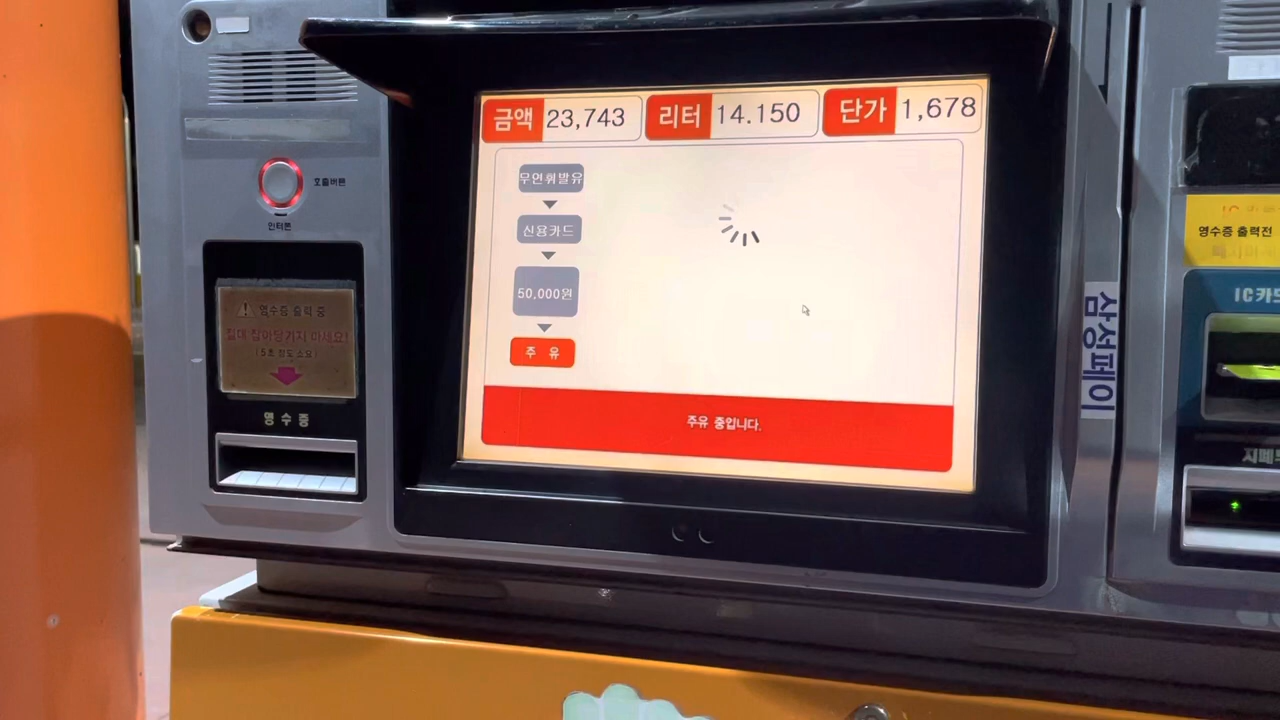 금액 23,743 리터 14.150 단가 1,678
무연휘발유
신용카드
50,000원
주 유
주유 중입니다.
호출버튼
인터폰
영수증 출력 중
절대 잡아당기지 마세요!
(5초 정도 소요)
영 수 증
삼성페이
영수증 출력전
IC카드
지폐